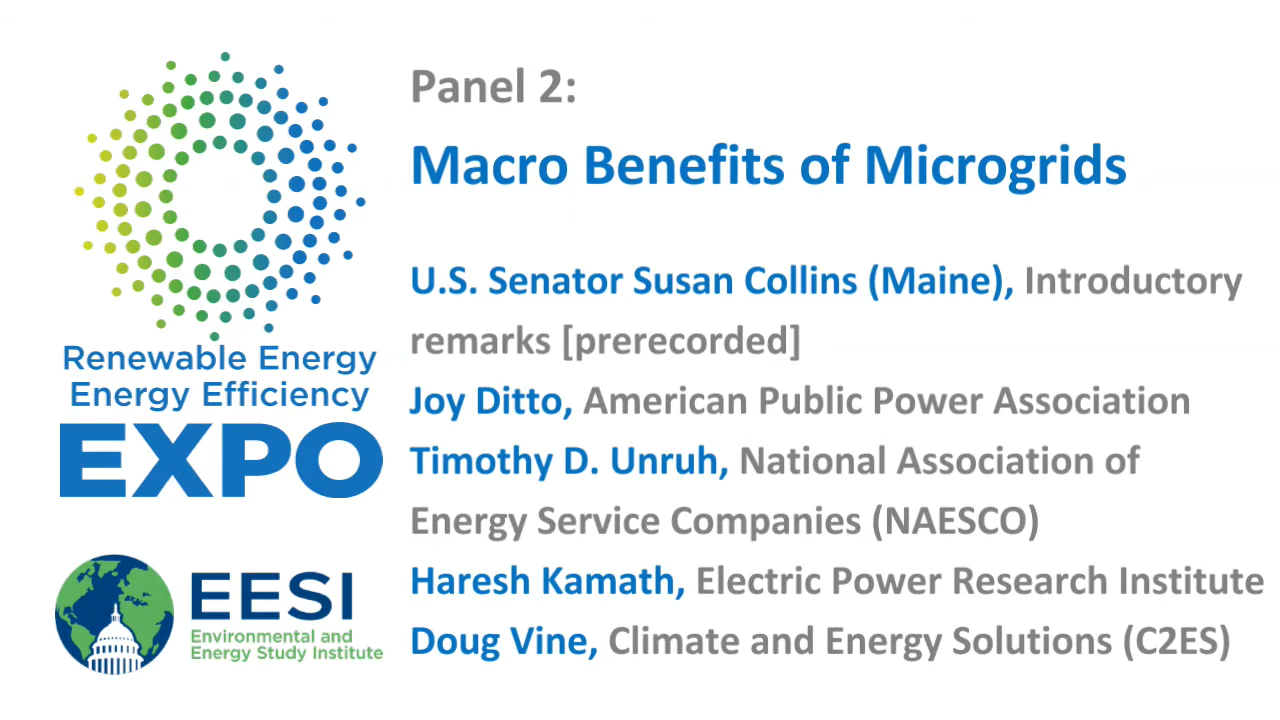 Panel 2:
Macro Benefits of Microgrids
U.S. Senator Susan Collins (Maine), Introductory
remarks [prerecorded]
Joy Ditto, American Public Power Association
Timothy D. Unruh, National Association of
Energy Service Companies (NAESCO)
Haresh Kamath, Electric Power Research Institute
Doug Vine, Climate and Energy Solutions (C2ES)
Renewable Energy
Energy Efficiency
EXPO
EESI
Environmental and
Energy Study Institute